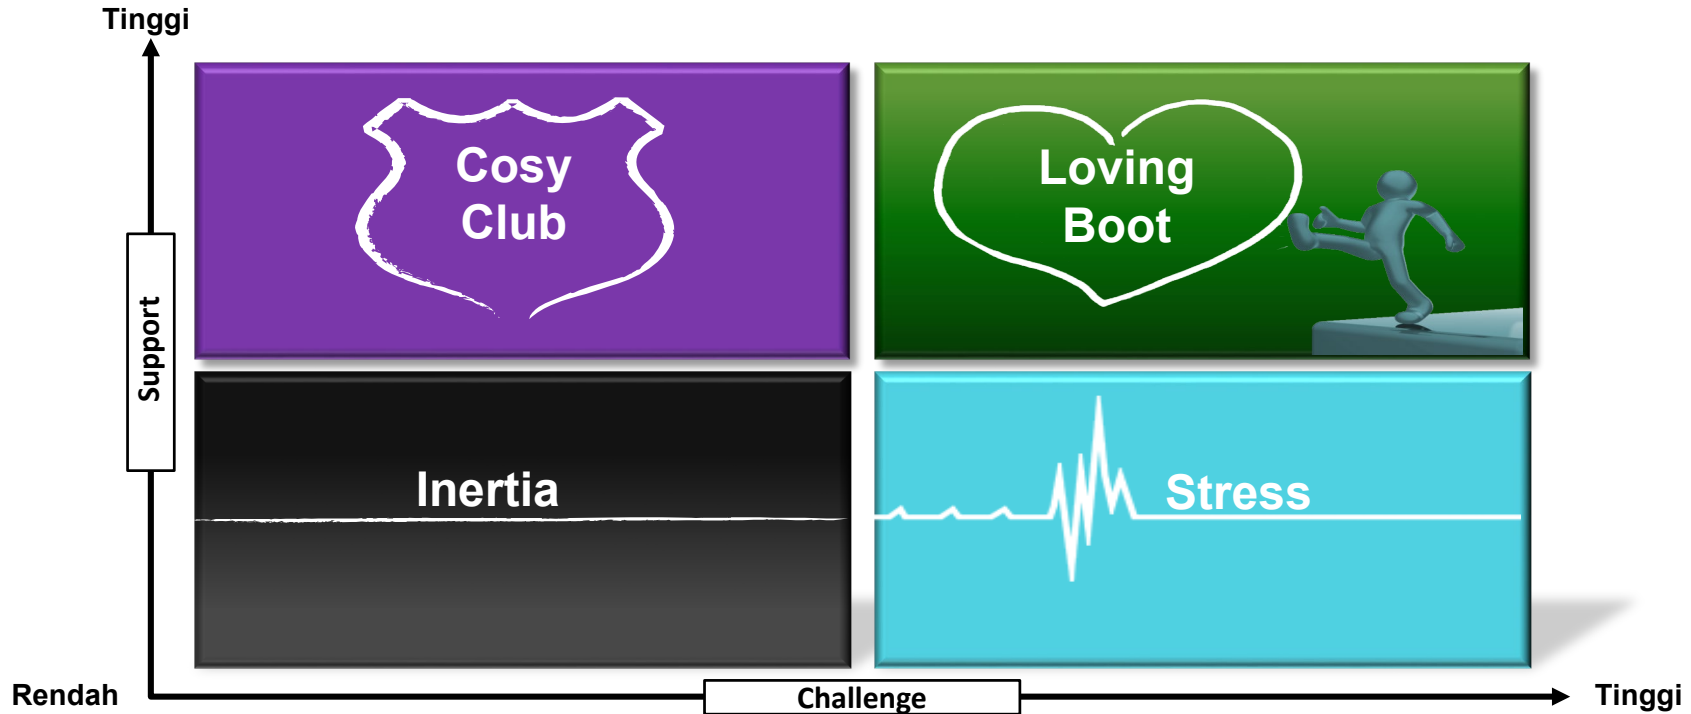 Tinggi
Cosy
Club
Loving
Boot
Support
Inertia
Stress
Rendah
Challenge
Tinggi